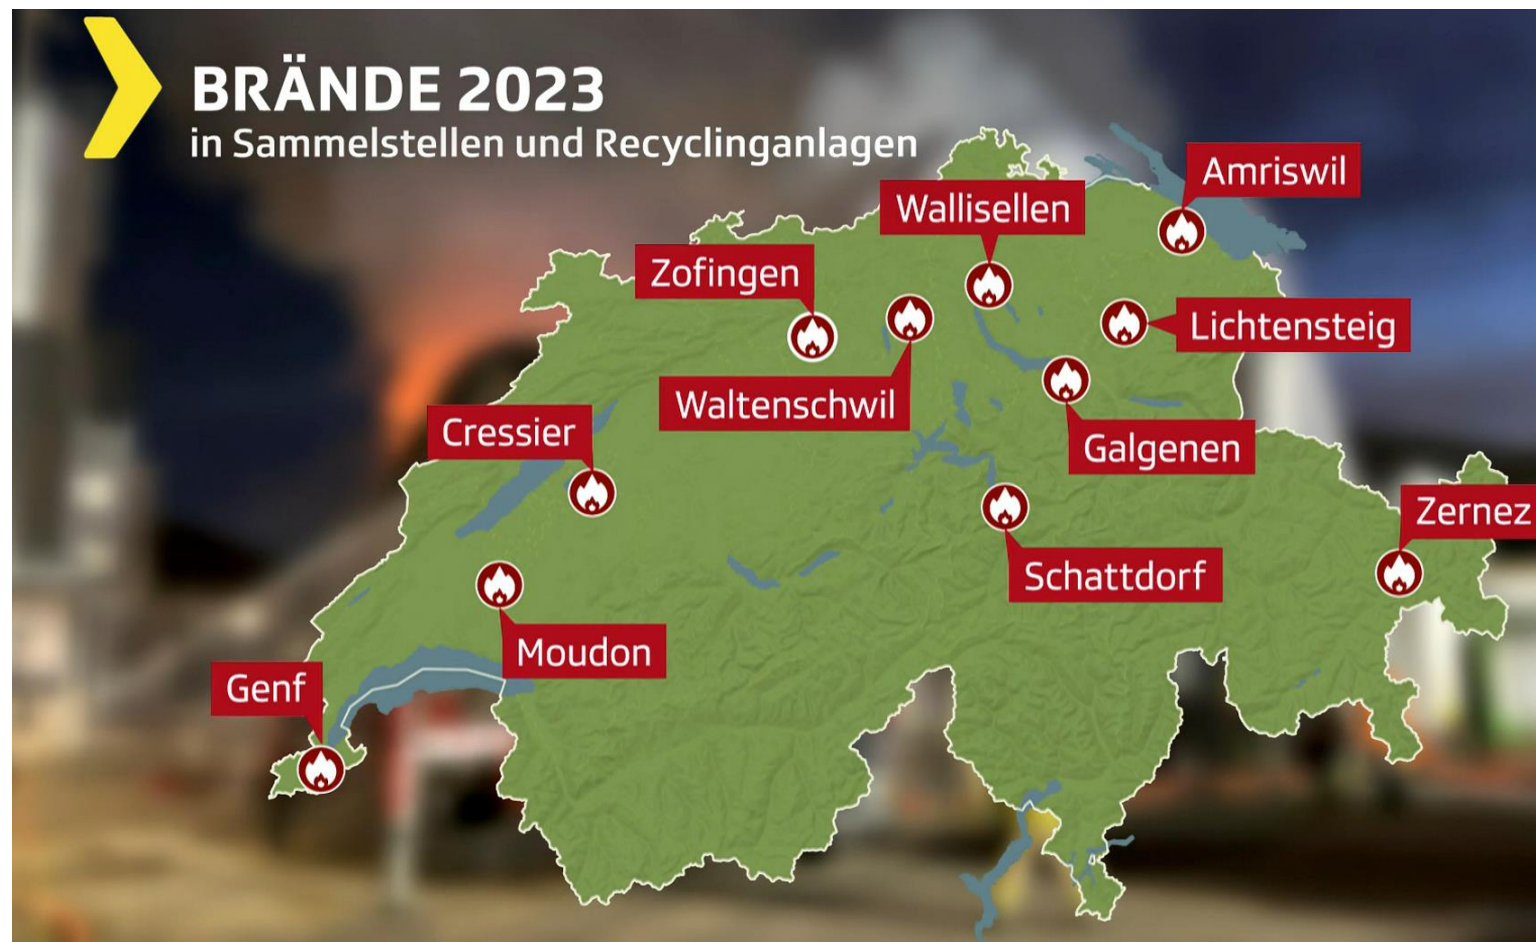 BRÄNDE 2023
in Sammelstellen und Recyclinganlagen
Amriswil
Wallisellen
Zofingen
Lichtensteig
Waltenschwil
Cressier
Galgenen
Zernez
Schattdorf
Moudon
Genf